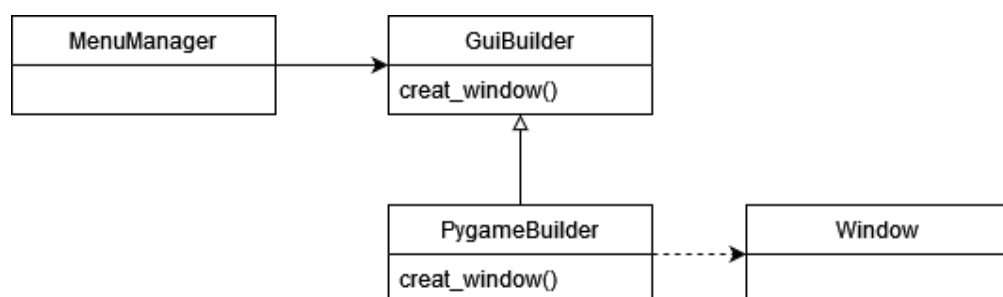 MenuManager
GuiBuilder
creat_window()
PygameBuilder
Window
creat_window()